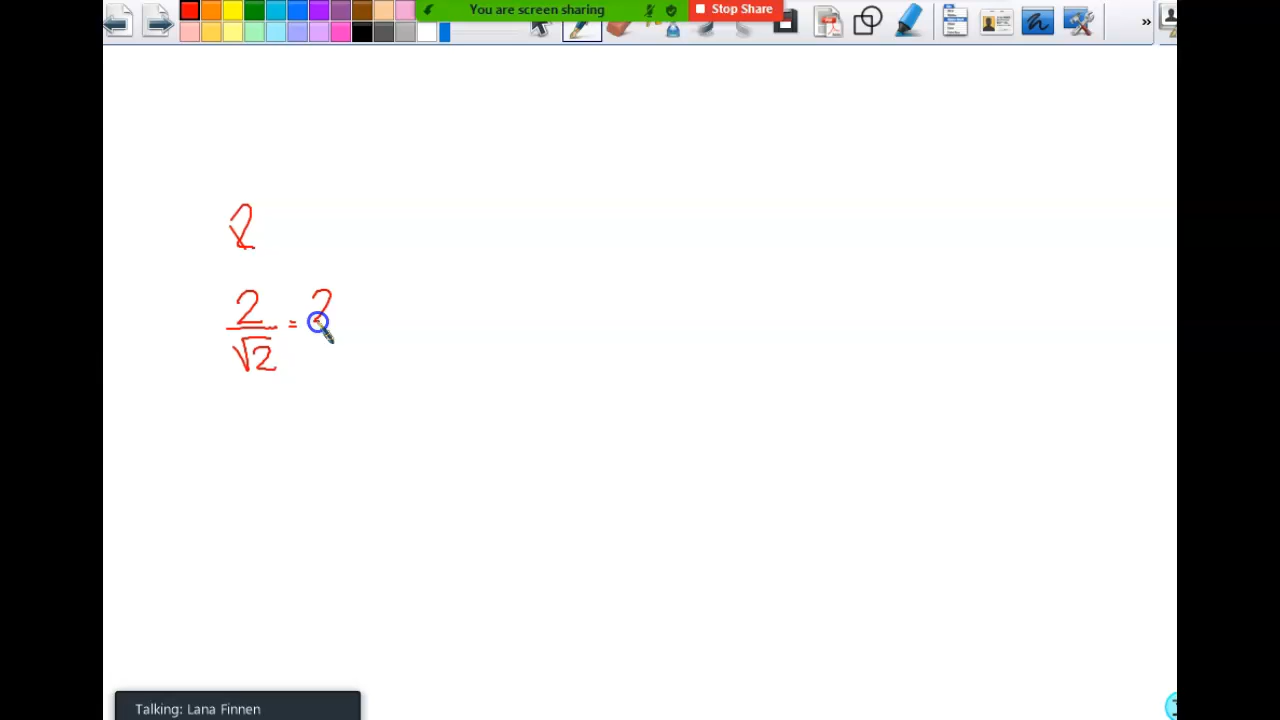 You are screen sharing
Stop Share
2
2/√2 = 2
Talking: Lana Finnen